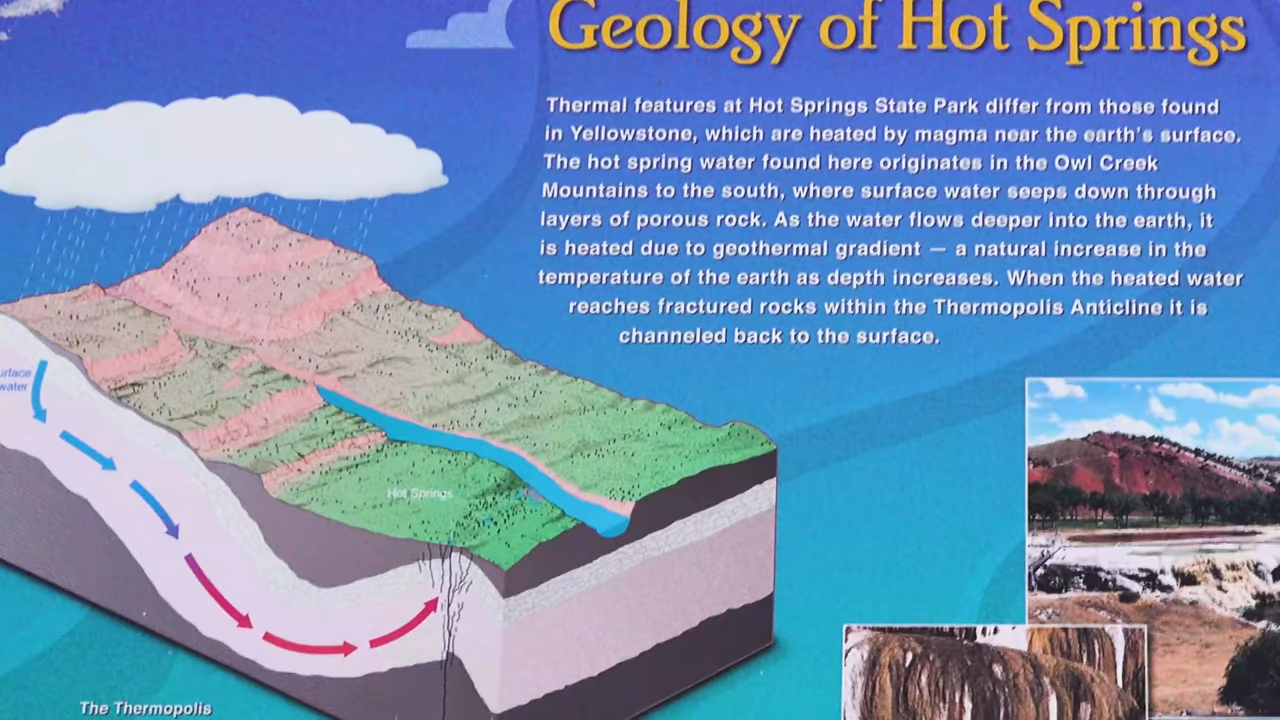 Geology of Hot Springs
Thermal features at Hot Springs State Park differ from those found
in Yellowstone, which are heated by magma near the earth's surface.
The hot spring water found here originates in the Owl Creek
Mountains to the south, where surface water seeps down through
layers of porous rock. As the water flows deeper into the earth, it
is heated due to geothermal gradient — a natural increase in the
temperature of the earth as depth increases. When the heated water
reaches fractured rocks within the Thermopolis Anticline it is
channeled back to the surface.
water
Hot Springs
The Thermopolis